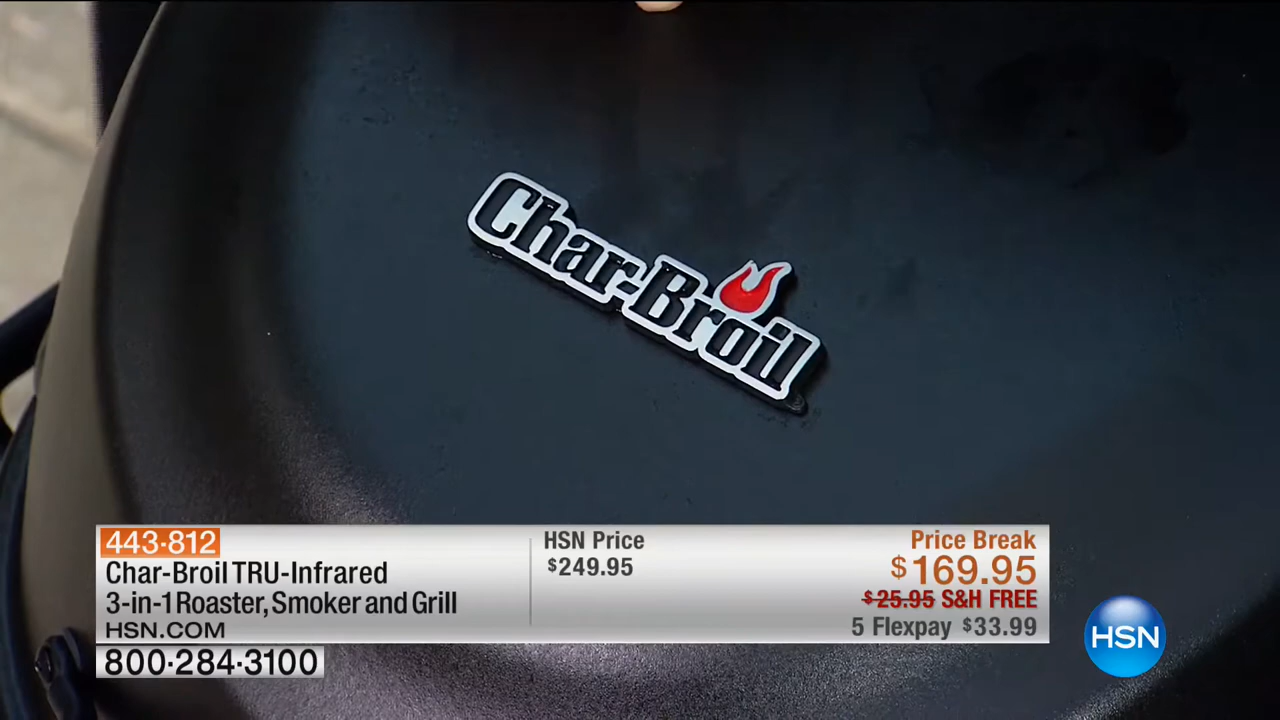 Char-Broil
443-812
Char-Broil TRU-Infrared
3-in-1 Roaster, Smoker and Grill
HSN.COM
800-284-3100
HSN Price
$249.95
Price Break
$169.95
$25.95 S&H FREE
5 Flexpay $33.99
HSN